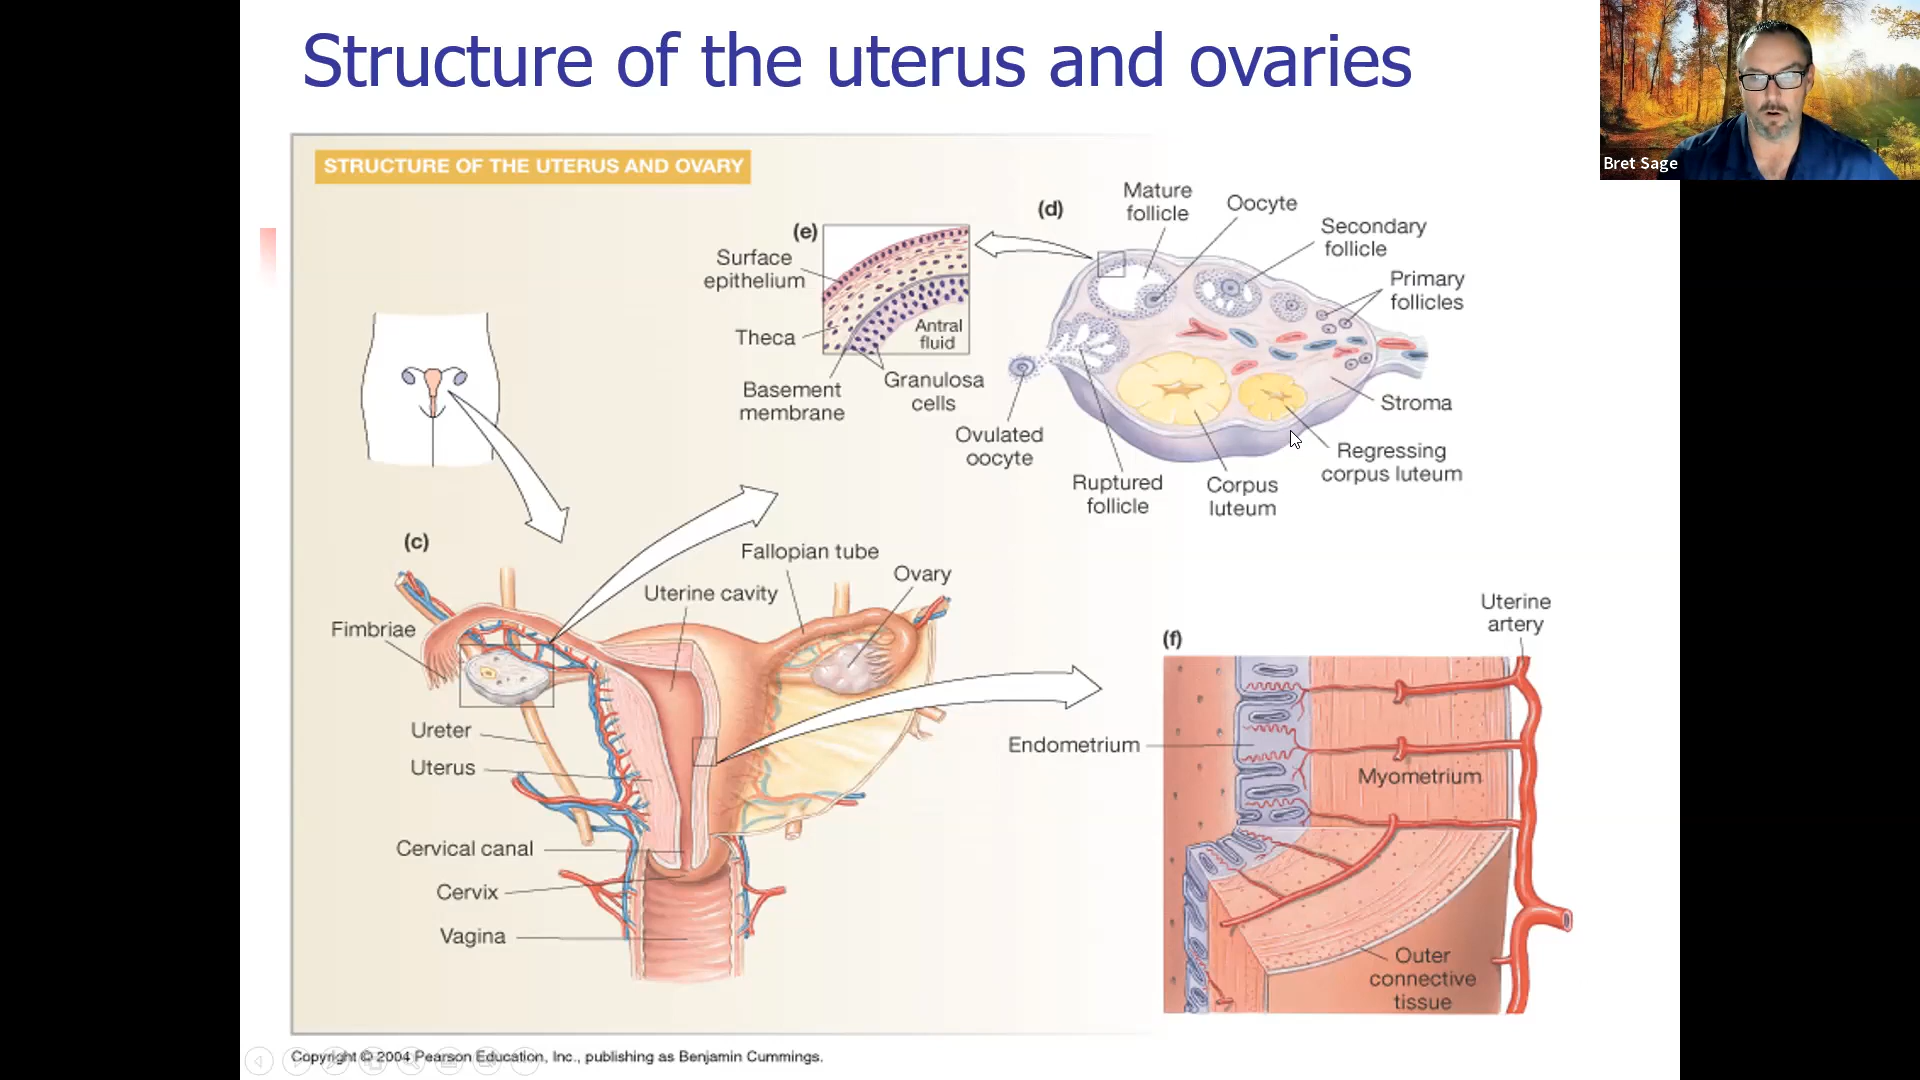 Structure of the uterus and ovaries
Bret Sage
STRUCTURE OF THE UTERUS AND OVARY
(d)
Mature
follicle
Oocyte
Secondary
follicle
Primary
follicles
(e)
Surface
epithelium
Theca
Antral
fluid
Basement
membrane
Granulosa
cells
Ovulated
oocyte
Ruptured
follicle
Corpus
luteum
Regressing
corpus luteum
Stroma
(c)
Fallopian tube
Ovary
Uterine cavity
Fimbriae
Ureter
Uterus
Cervical canal
Cervix
Vagina
(f)
Uterine
artery
Endometrium
Myometrium
Outer
connective
tissue
Copyright © 2004 Pearson Education, Inc., publishing as Benjamin Cummings.